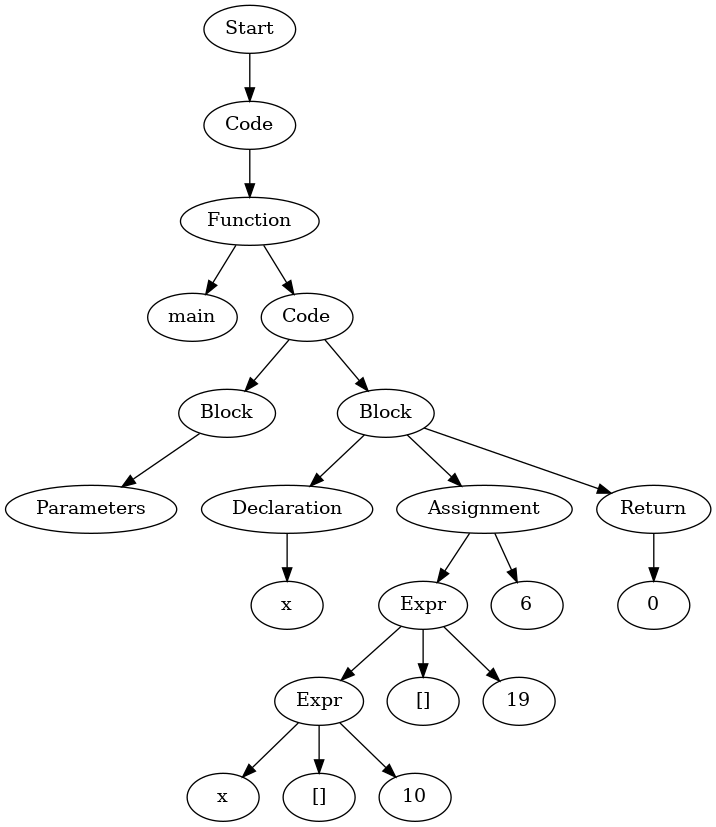 Start
Code
Function
main
Code
Block
Block
Parameters
Declaration
Assignment
Return
x
Expr
6
0
Expr
[]
19
x
[]
10